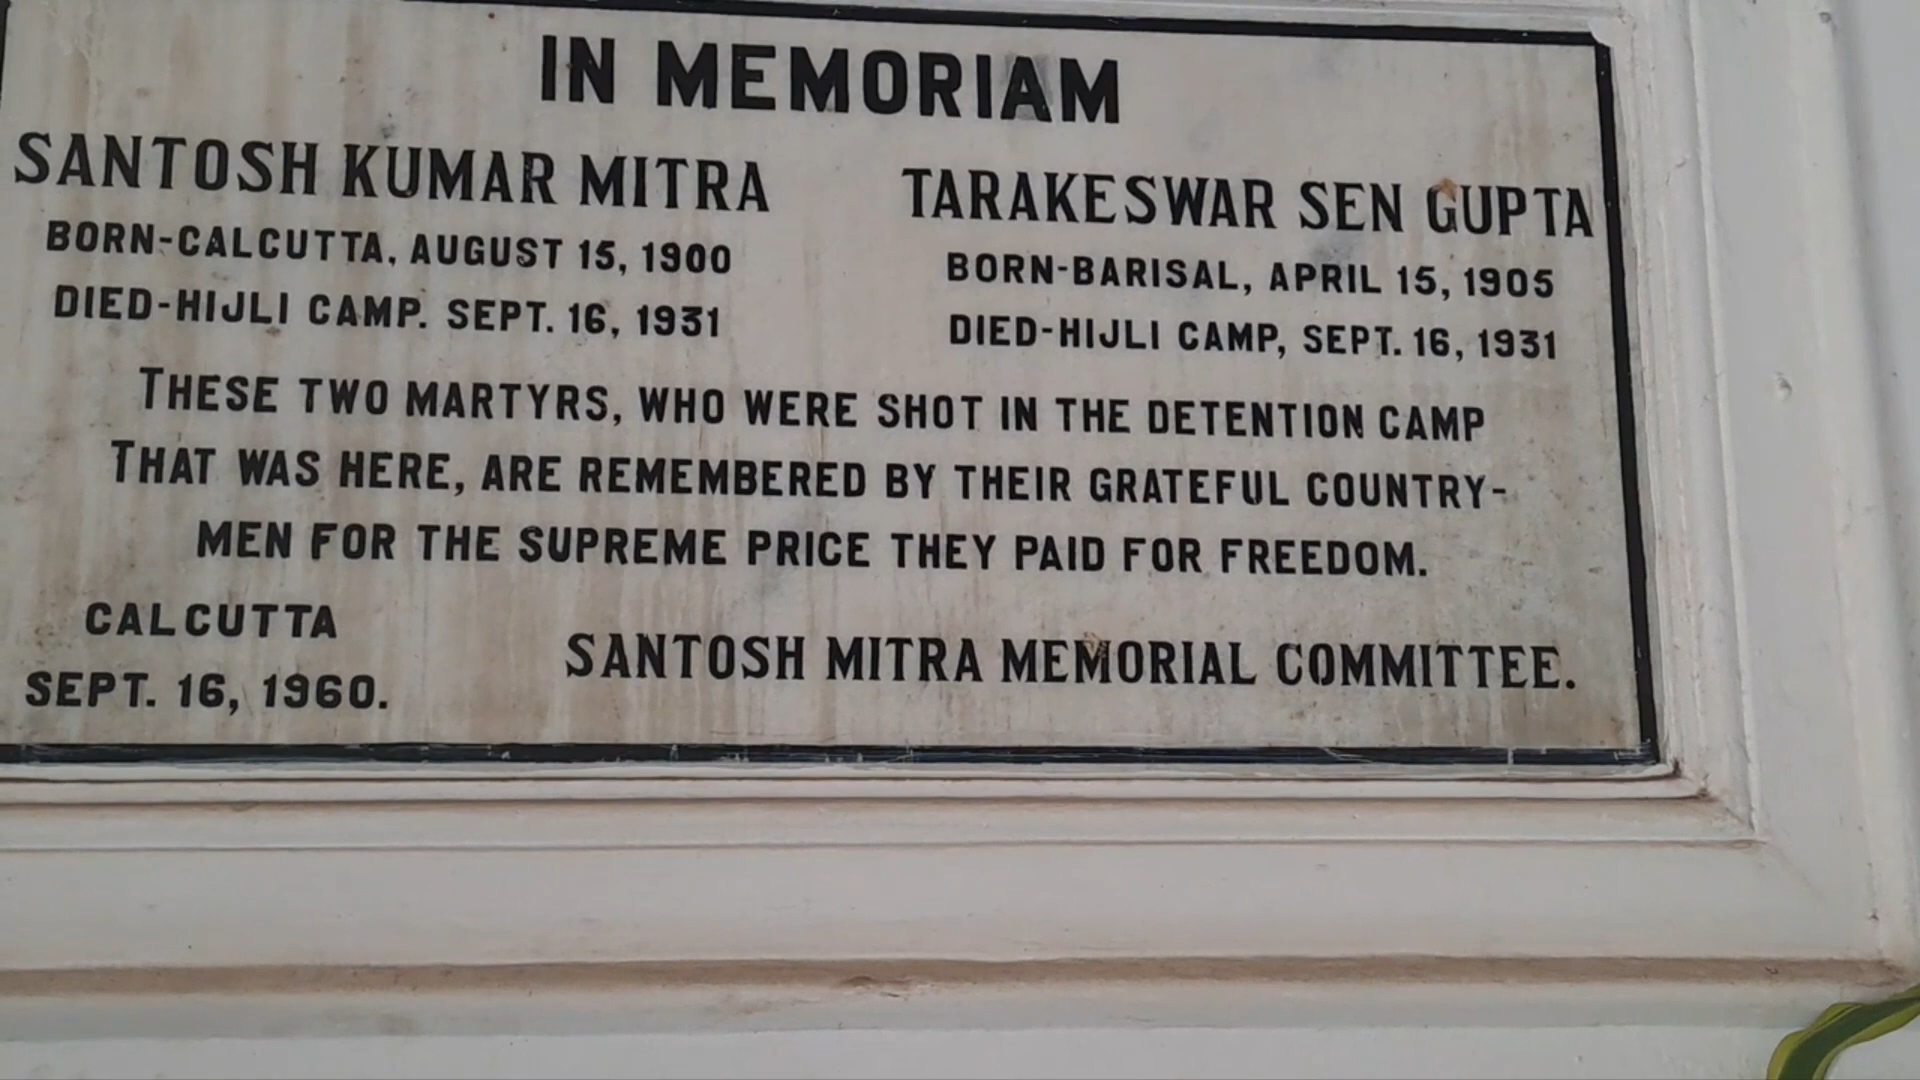 IN MEMORIAM
SANTOSH KUMAR MITRA
BORN-CALCUTTA, AUGUST 15, 1900
DIED-HIJLI CAMP. SEPT. 16, 1931
TARAKESWAR SEN GUPTA
BORN-BARISAL, APRIL 15, 1905
DIED-HIJLI CAMP, SEPT. 16, 1931
THESE TWO MARTYRS, WHO WERE SHOT IN THE DETENTION CAMP
THAT WAS HERE, ARE REMEMBERED BY THEIR GRATEFUL COUNTRY-
MEN FOR THE SUPREME PRICE THEY PAID FOR FREEDOM.
CALCUTTA
SEPT. 16, 1960.
SANTOSH MITRA MEMORIAL COMMITTEE.